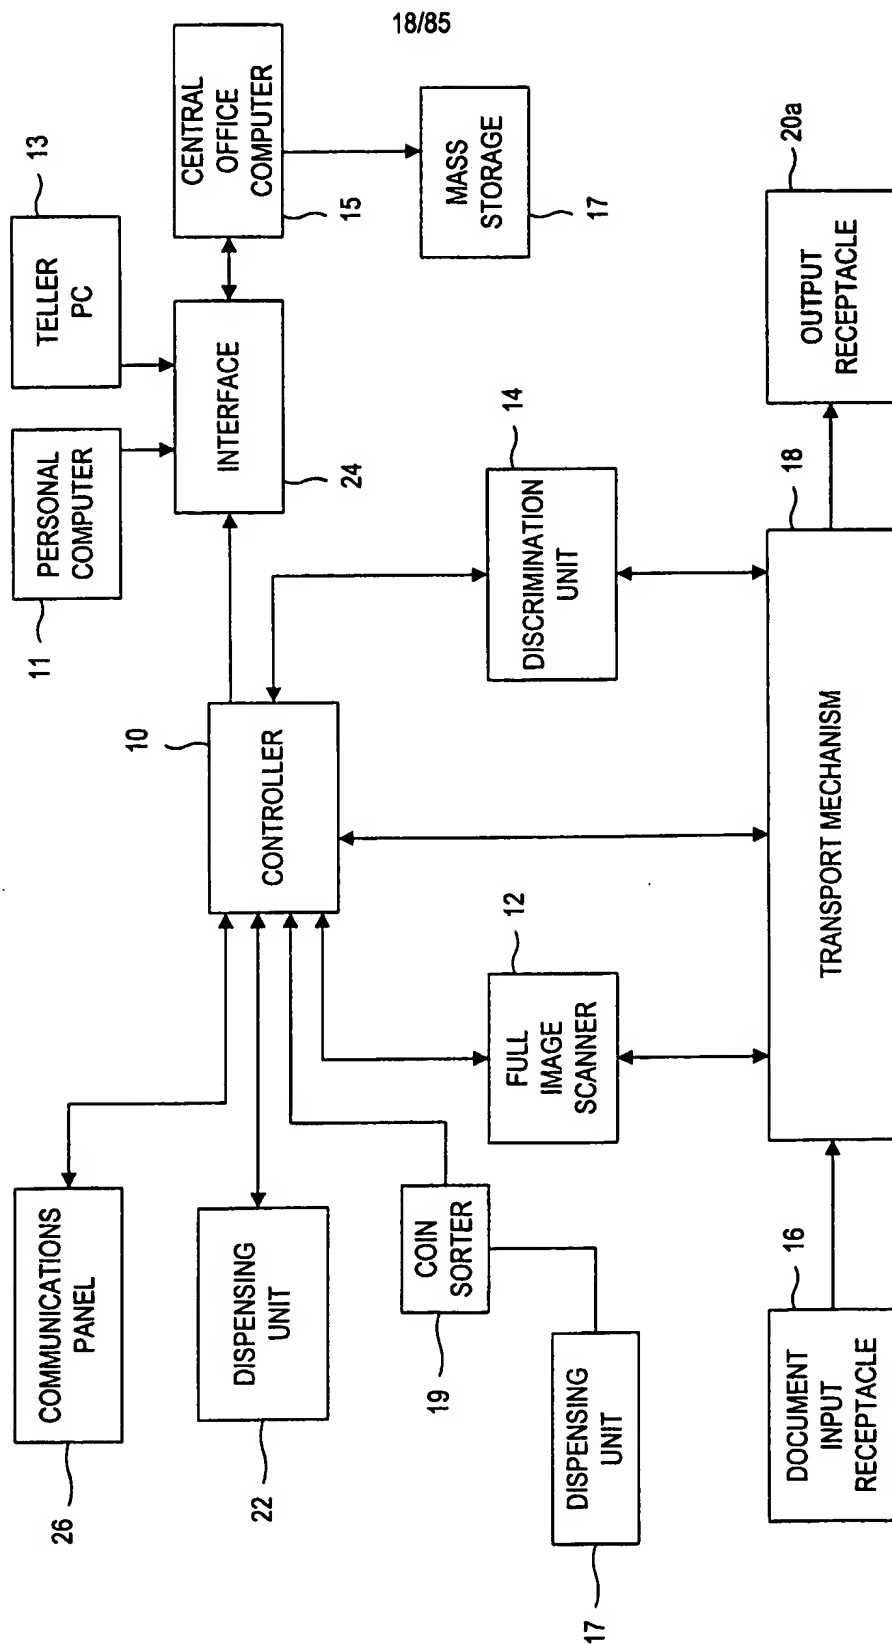 18/85
COMMUNICATIONS
PANEL
26
DISPENSING
UNIT
22
COIN
SORTER
19
DISPENSING
UNIT
17
DOCUMENT
INPUT
RECEPTACLE
16
FULL
IMAGE
SCANNER
12
CONTROLLER
10
DISCRIMINATION
UNIT
14
TRANSPORT MECHANISM
18
PERSONAL
COMPUTER
11
TELLER
PC
13
INTERFACE
24
CENTRAL
OFFICE
COMPUTER
15
MASS
STORAGE
17
OUTPUT
RECEPTACLE
20a